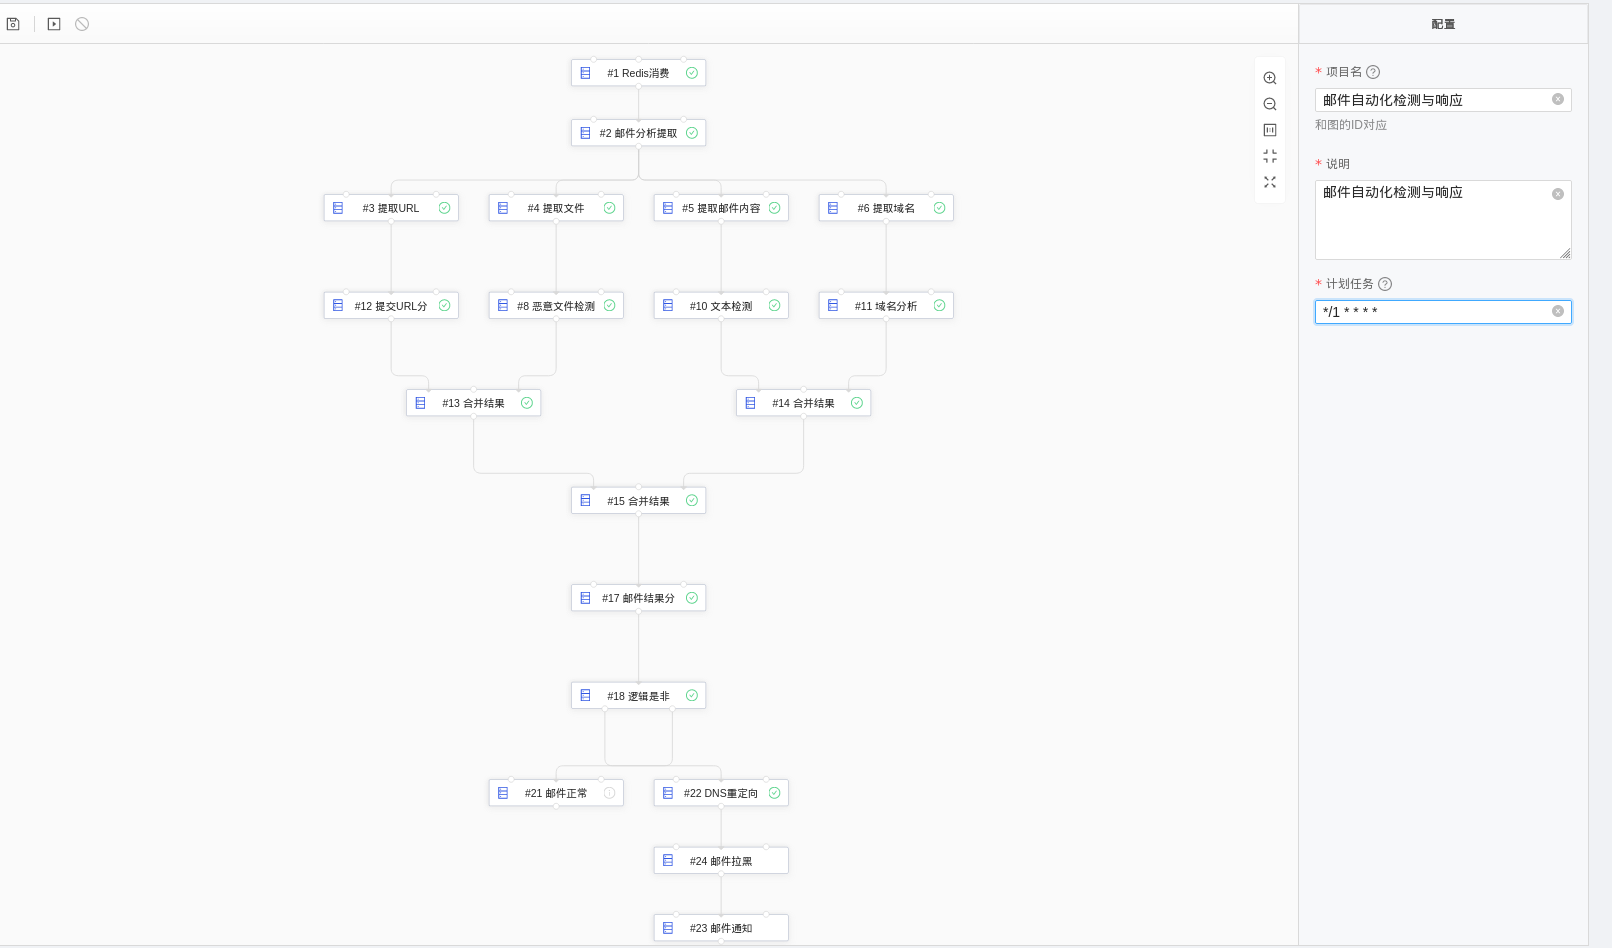 配置
#1 Redis消费
#2 邮件分析提取
#3 提取URL
#4 提取文件
#5 提取邮件内容
#6 提取域名
#12 提交URL分
#8 恶意文件检测
#10 文本检测
#11 域名分析
#13 合并结果
#14 合并结果
#15 合并结果
#17 邮件结果分
#18 逻辑是非
#21 邮件正常
#22 DNS重定向
#24 邮件拉黑
#23 邮件通知
* 项目名
邮件自动化检测与响应
和图的ID对应
* 说明
邮件自动化检测与响应
* 计划任务
*/1 * * * *